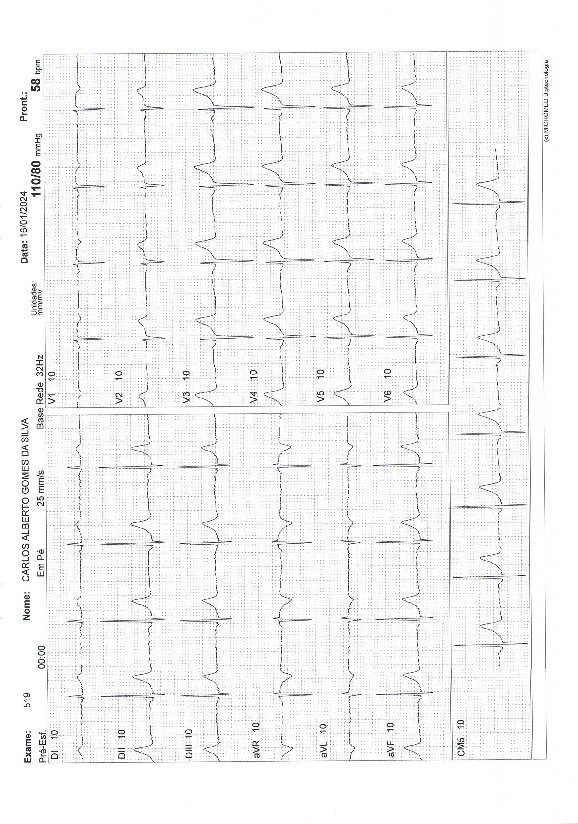 Exame: 519 Nome: CARLOS ALBERTO GOMES DA SILVA Data: 16/01/2024 Pront.:
Pré-Esf. 00:00 Em Pé 25 mm/s Base Rede 32Hz Unidades mm/mV 110/80 mmHg 58 bpm
DI 10
DII 10
DIII 10
aVR 10
aVL 10
aVF 10
V1 10
V2 10
V3 10
V4 10
V5 10
V6 10
CM5 10
(c) MICROMED Biotecnologia